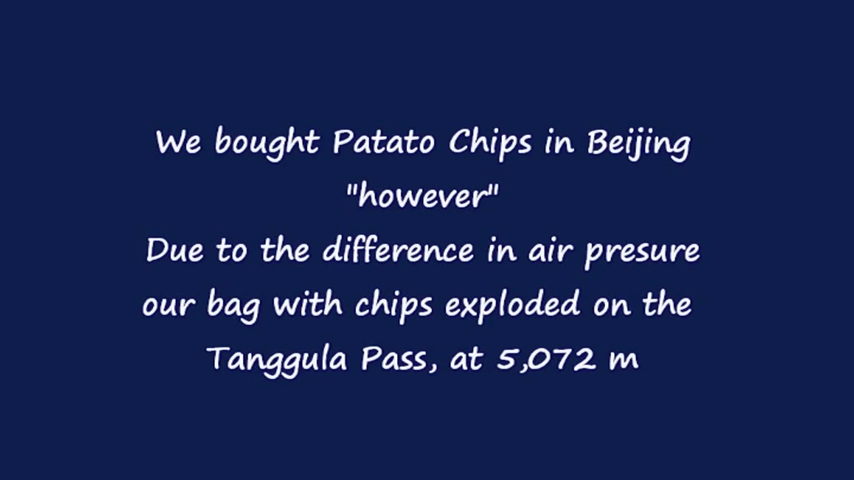 We bought Patato Chips in Beijing
"however"
Due to the difference in air presure
our bag with chips exploded on the
Tanggula Pass, at 5,072 m